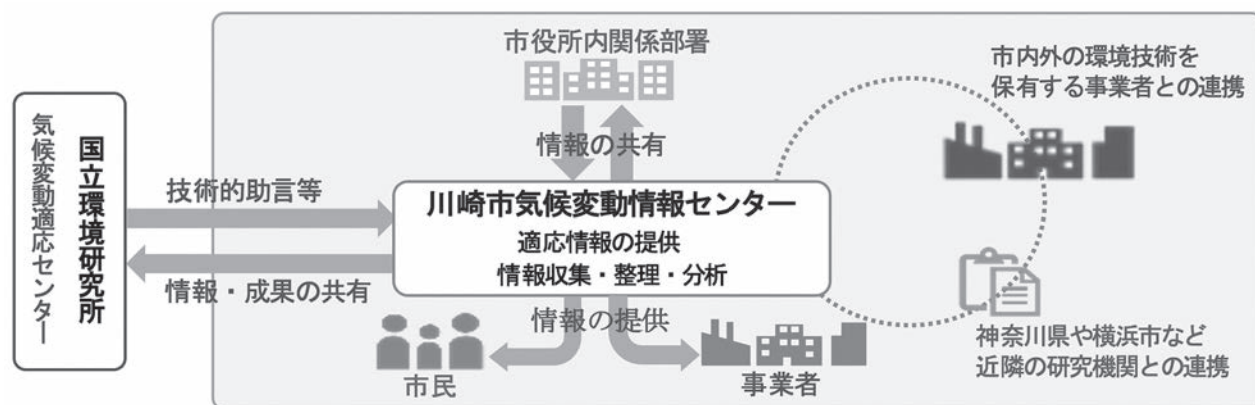 市役所内関係部署
市内外の環境技術を
保有する事業者との連携
国立環境研究所
気候変動適応センター
情報の共有
技術的助言等
川崎市気候変動情報センター
適応情報の提供
情報収集・整理・分析
情報・成果の共有
情報の提供
市民
事業者
神奈川県や横浜市など
近隣の研究機関との連携